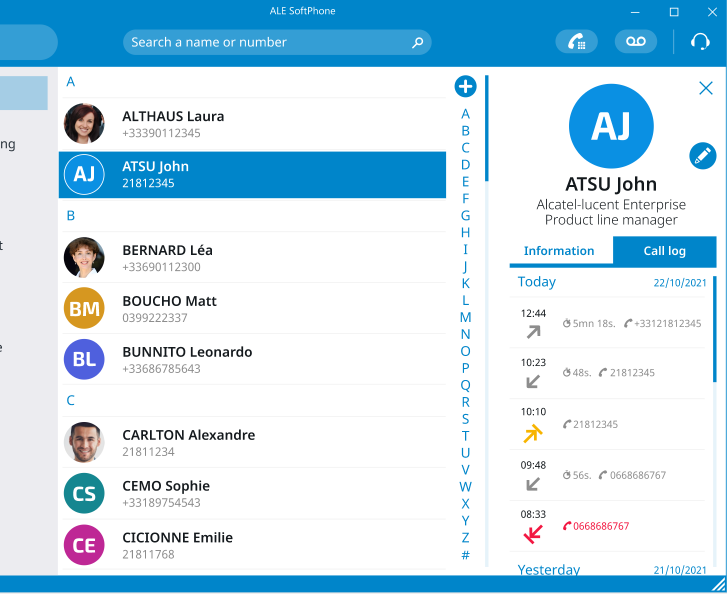 ALE SoftPhone
Search a name or number
ng
t
e
A
ALTHAUS Laura
+33390112345
AJ
ATSU John
21812345
B
BERNARD Léa
+33690112300
BM
BOUCHO Matt
0399222337
BL
BUNNITO Leonardo
+33686785643
C
CARLTON Alexandre
21811234
CS
CEMO Sophie
+33189754543
CE
CICIONNE Emilie
21811768
A
B
C
D
E
F
G
H
I
J
K
L
M
N
O
P
Q
R
S
T
U
V
W
X
Y
Z
#
AJ
ATSU John
Alcatel-lucent Enterprise
Product line manager
Information Call log
Today 22/10/2021
12:44
5mn 18s. +33121812345
10:23
48s. 21812345
10:10
21812345
09:48
56s. 0668686767
08:33
0668686767
Yesterday 21/10/2021